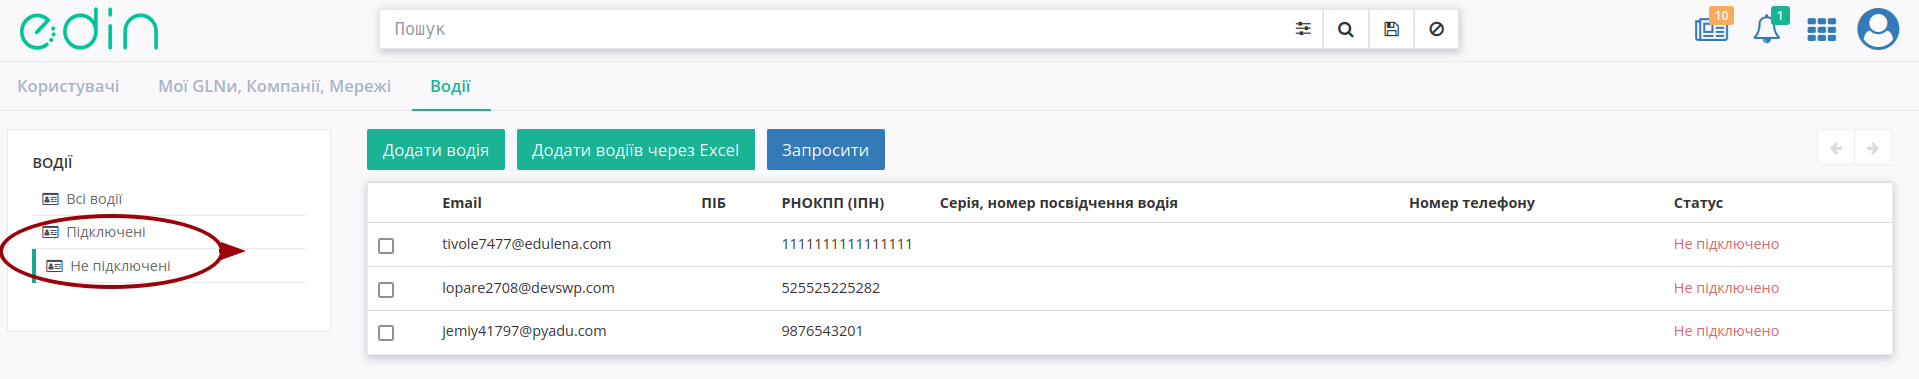 edin
Пошук
10
1
Користувачі Мої GLNи, Компанії, Мережі Водії
ВОДІЇ
Всі водії
Підключені
Не підключені
Додати водія Додати водіїв через Excel Запросити
Email ПІБ РНОКПП (ІПН) Серія, номер посвідчення водія Номер телефону Статус
tivole7477@edulena.com 1111111111111111 Не підключено
lopare2708@devswp.com 525525225282 Не підключено
jemiy41797@pyadu.com 9876543201 Не підключено